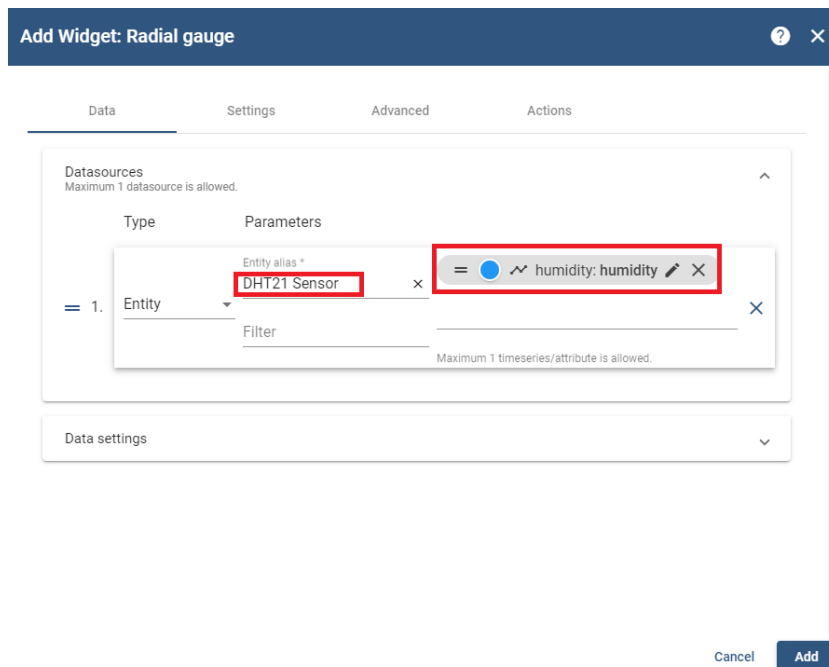 Add Widget: Radial gauge
Data Settings Advanced Actions
Datasources
Maximum 1 datasource is allowed.
Type Parameters
Entity alias *
humidity: humidity
DHT21 Sensor
1. Entity
Filter
Maximum 1 timeseries/attribute is allowed.
Data settings
Cancel Add